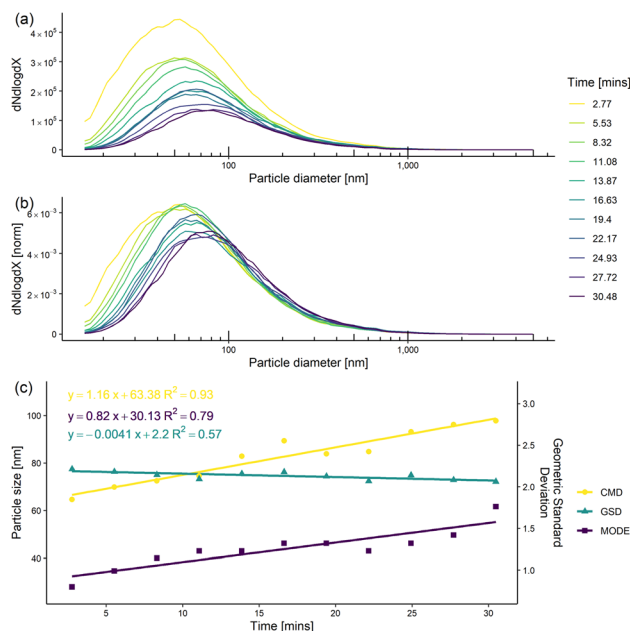 (a)
dNdlogdX
4×10⁵
3×10⁵
2×10⁵
1×10⁵
0
100
1,000
Particle diameter [nm]
(b)
dNdlogdX [norm]
6×10⁻³
4×10⁻³
2×10⁻³
0
100
1,000
Particle diameter [nm]
Time [mins]
2.77
5.53
8.32
11.08
13.87
16.63
19.4
22.17
24.93
27.72
30.48
(c)
y = 1.16 x + 63.38 R² = 0.93
y = 0.82 x + 30.13 R² = 0.79
y = −0.0041 x + 2.2 R² = 0.57
Particle size [nm]
100
80
60
40
5
10
15
20
25
30
Time [mins]
3.0
2.5
2.0
1.5
1.0
Geometric Standard
Deviation
CMD
GSD
MODE